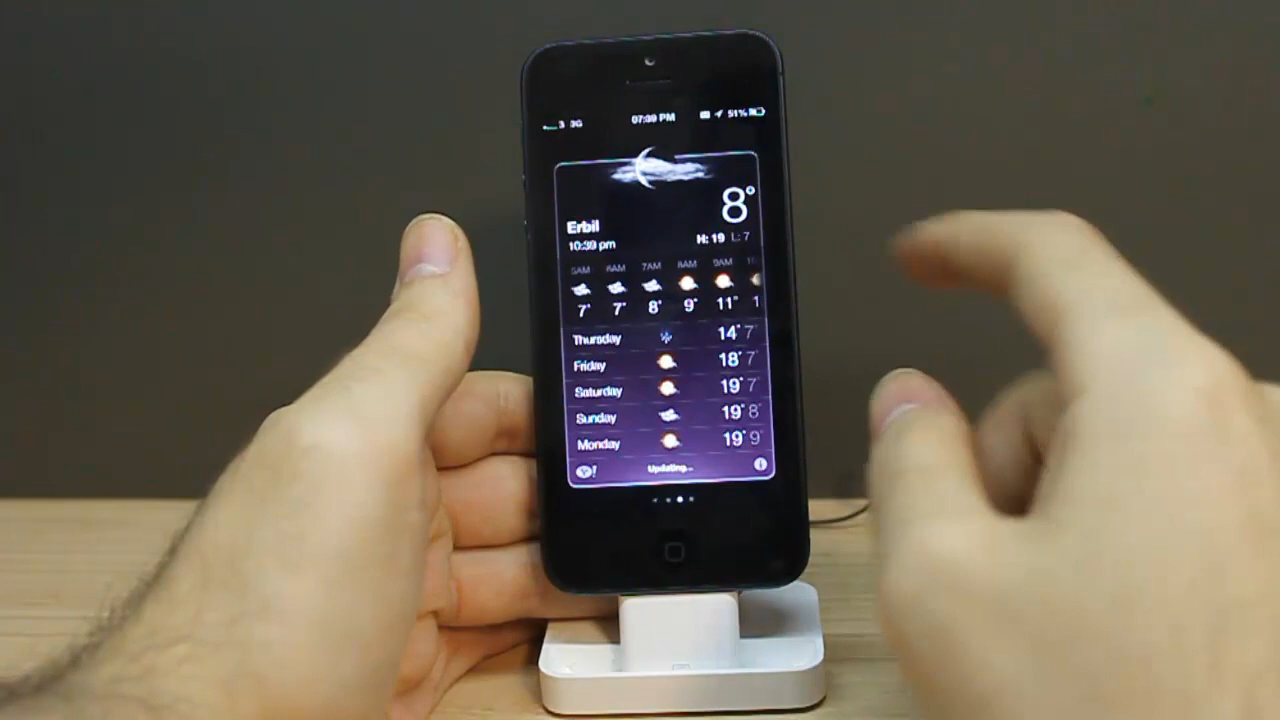 3 3G 07:39 PM 51%
8°
Erbil
10:39 pm H: 19 L: 7
5AM 6AM 7AM 8AM 9AM
7° 7° 8° 9° 11° 1
Thursday 14° 7°
Friday 18° 7°
Saturday 19° 7°
Sunday 19° 8°
Monday 19° 9°
Y! Updating... i